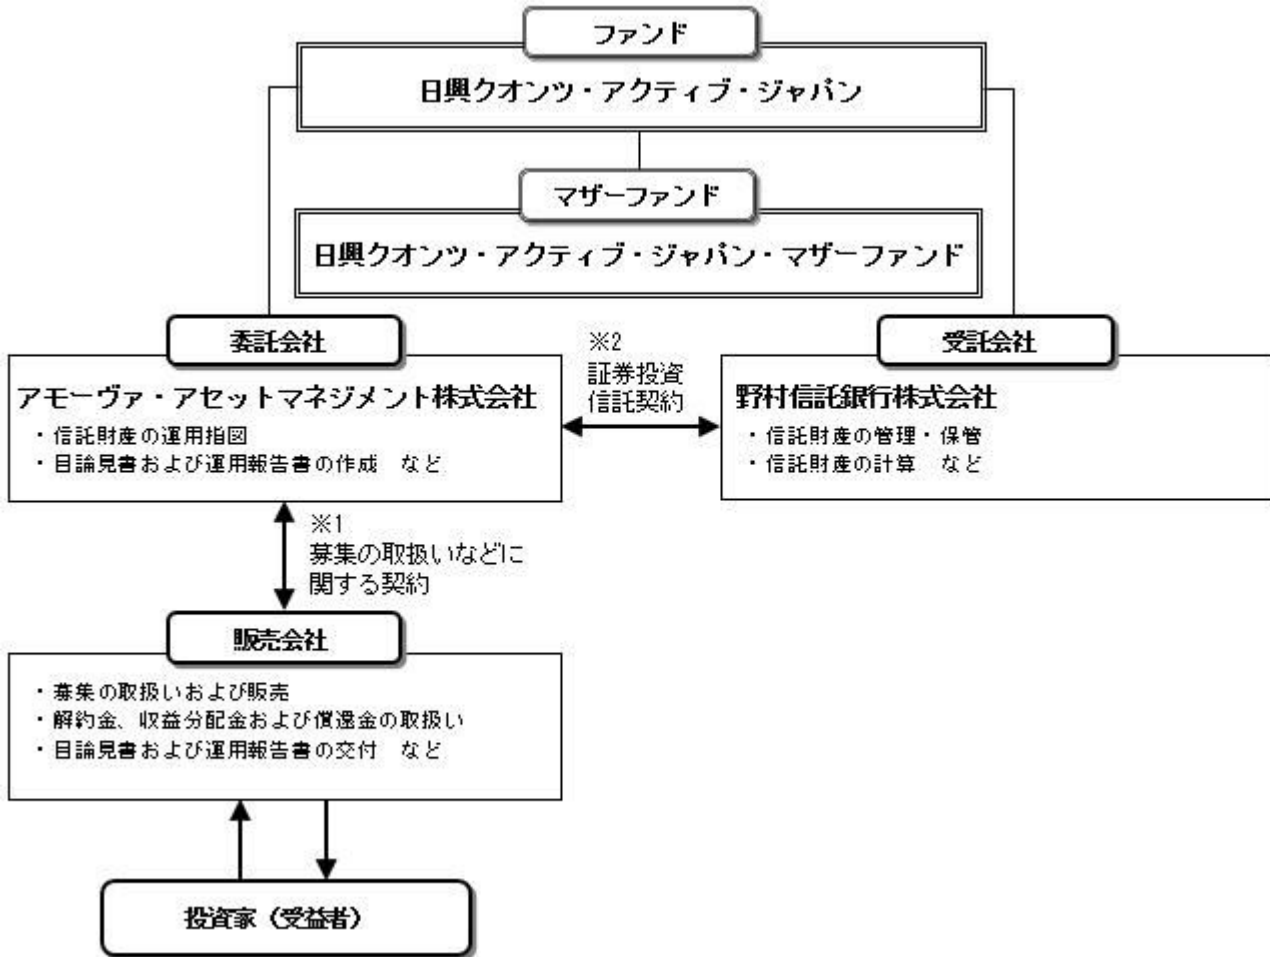 ファンド
日興クオンツ・アクティブ・ジャパン
マザーファンド
日興クオンツ・アクティブ・ジャパン・マザーファンド
委託会社
アモーヴァ・アセットマネジメント株式会社
・信託財産の運用指図
・目論見書および運用報告書の作成　など
※2
証券投資
信託契約
受託会社
野村信託銀行株式会社
・信託財産の管理・保管
・信託財産の計算　など
※1
募集の取扱いなどに
関する契約
販売会社
・募集の取扱いおよび販売
・解約金、収益分配金および償還金の取扱い
・目論見書および運用報告書の交付　など
投資家（受益者）